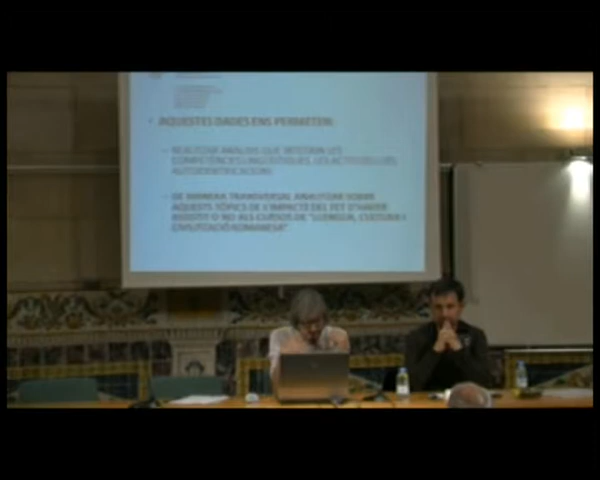 • AQUESTES DADES ENS PERMETEN:
– REALITZAR ANÀLISI QUE INTEGRIN LES
COMPETÈNCIES LINGÜÍSTIQUES, LES ACTITUDS I LES
AUTOIDENTIFICACIONS
– DE MANERA TRANSVERSAL ANALITZAR SOBRE
AQUESTS TÒPICS DE L'IMPACTE DEL FET D'HAVER
ASSISTIT O NO ALS CURSOS DE "LLENGUA, CULTURA I
CIVILITZACIÓ ROMANESA"